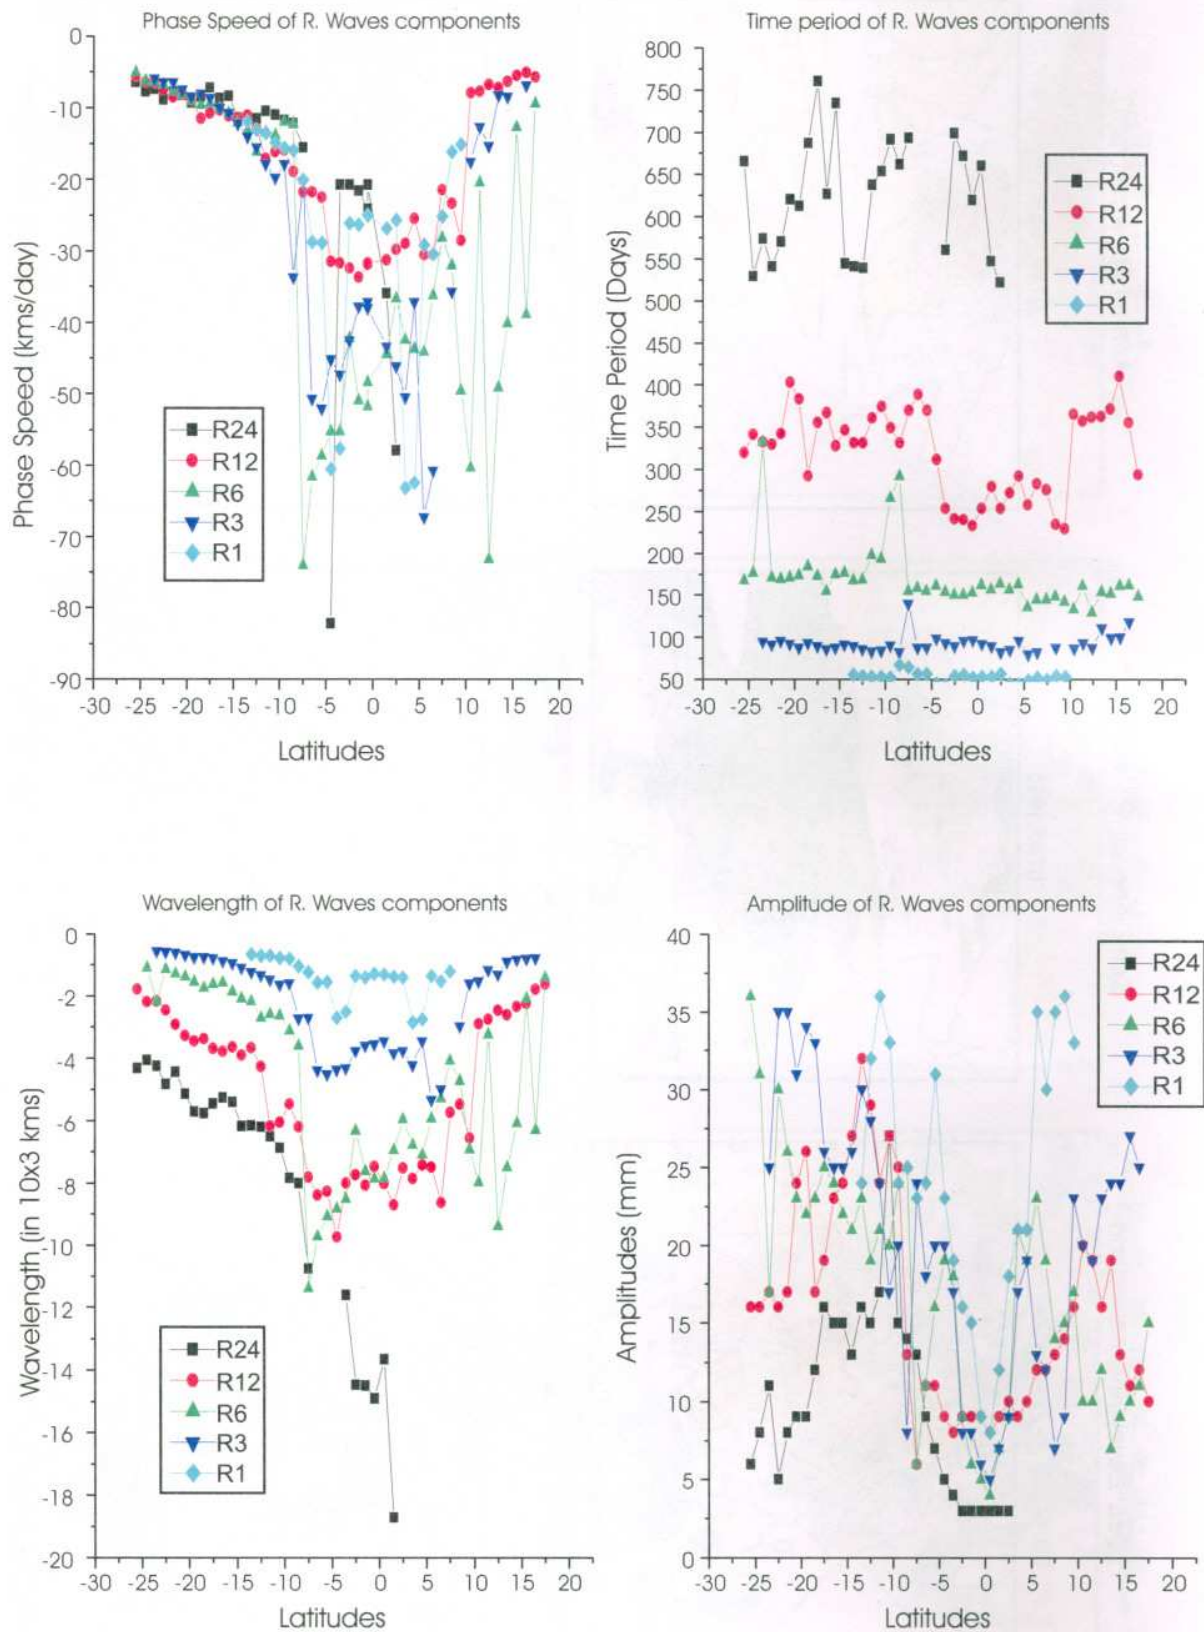 Phase Speed of R. Waves components
0
-10
-20
-30
-40
-50
-60
-70
-80
-90
Phase Speed (kms/day)
R24
R12
R6
R3
R1
-30 -25 -20 -15 -10 -5 0 5 10 15 20
Latitudes
Time period of R. Waves components
800
750
700
650
600
550
500
450
400
350
300
250
200
150
100
50
Time Period (Days)
R24
R12
R6
R3
R1
-30 -25 -20 -15 -10 -5 0 5 10 15 20
Latitudes
Wavelength of R. Waves components
0
-2
-4
-6
-8
-10
-12
-14
-16
-18
-20
Wavelength (in 10x3 kms)
R24
R12
R6
R3
R1
-30 -25 -20 -15 -10 -5 0 5 10 15 20
Latitudes
Amplitude of R. Waves components
40
35
30
25
20
15
10
5
0
Amplitudes (mm)
R24
R12
R6
R3
R1
-30 -25 -20 -15 -10 -5 0 5 10 15 20
Latitudes